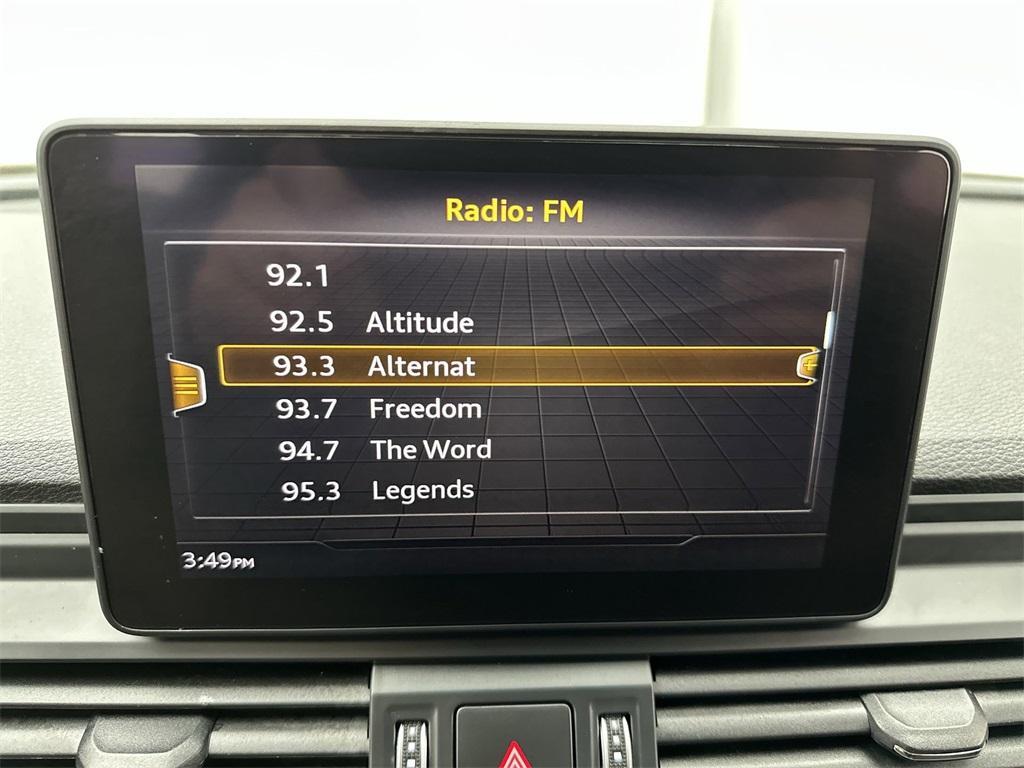 Radio: FM
92.1
92.5 Altitude
93.3 Alternat
93.7 Freedom
94.7 The Word
95.3 Legends
3:49PM